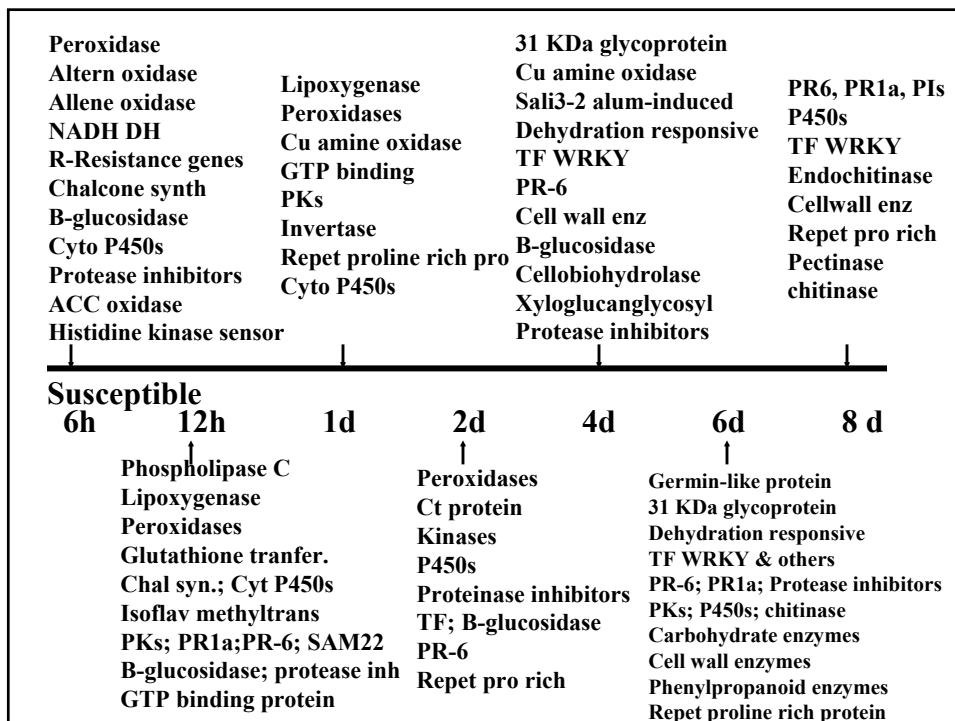 Peroxidase
Altern oxidase
Allene oxidase
NADH DH
R-Resistance genes
Chalcone synth
B-glucosidase
Cyto P450s
Protease inhibitors
ACC oxidase
Histidine kinase sensor
Lipoxygenase
Peroxidases
Cu amine oxidase
GTP binding
PKs
Invertase
Repet proline rich pro
Cyto P450s
31 KDa glycoprotein
Cu amine oxidase
Sali3-2 alum-induced
Dehydration responsive
TF WRKY
PR-6
Cell wall enz
B-glucosidase
Cellobiohydrolase
Xyloglucanglycosyl
Protease inhibitors
PR6, PR1a, PIs
P450s
TF WRKY
Endochitinase
Cellwall enz
Repet pro rich
Pectinase
chitinase
Susceptible
6h 12h 1d 2d 4d 6d 8 d
Phospholipase C
Lipoxygenase
Peroxidases
Glutathione tranfer.
Chal syn.; Cyt P450s
Isoflav methyltrans
PKs; PR1a;PR-6; SAM22
B-glucosidase; protease inh
GTP binding protein
Peroxidases
Ct protein
Kinases
P450s
Proteinase inhibitors
TF; B-glucosidase
PR-6
Repet pro rich
Germin-like protein
31 KDa glycoprotein
Dehydration responsive
TF WRKY & others
PR-6; PR1a; Protease inhibitors
PKs; P450s; chitinase
Carbohydrate enzymes
Cell wall enzymes
Phenylpropanoid enzymes
Repet proline rich protein